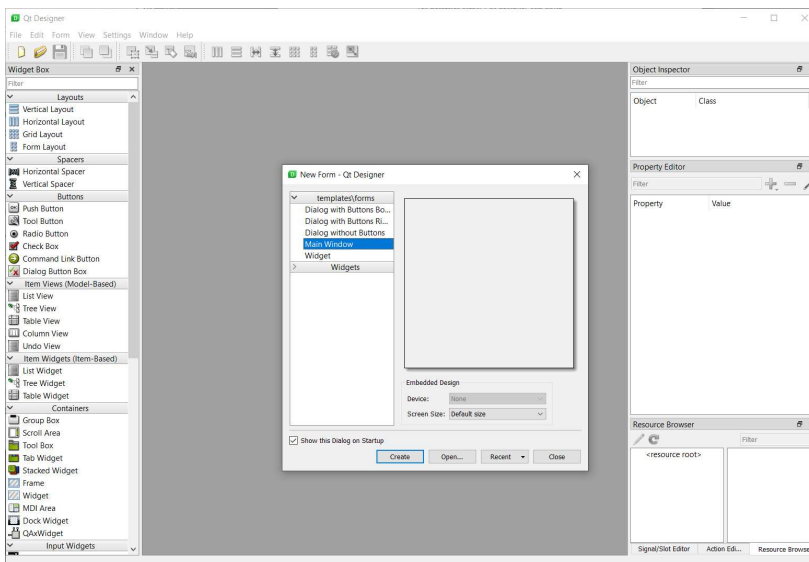 Qt Designer
File Edit Form View Settings Window Help
Widget Box
Filter
Layouts
Vertical Layout
Horizontal Layout
Grid Layout
Form Layout
Spacers
Horizontal Spacer
Vertical Spacer
Buttons
Push Button
Tool Button
Radio Button
Check Box
Command Link Button
Dialog Button Box
Item Views (Model-Based)
List View
Tree View
Table View
Column View
Undo View
Item Widgets (Item-Based)
List Widget
Tree Widget
Table Widget
Containers
Group Box
Scroll Area
Tool Box
Tab Widget
Stacked Widget
Frame
Widget
MDI Area
Dock Widget
QAxWidget
Input Widgets
New Form - Qt Designer
templates\forms
Dialog with Buttons Bo...
Dialog with Buttons Ri...
Dialog without Buttons
Main Window
Widget
Widgets
Embedded Design
Device: None
Screen Size: Default size
Show this Dialog on Startup
Create Open... Recent Close
Object Inspector
Filter
Object Class
Property Editor
Filter
Property Value
Resource Browser
Filter
<resource root>
Signal/Slot Editor Action Edi... Resource Browse